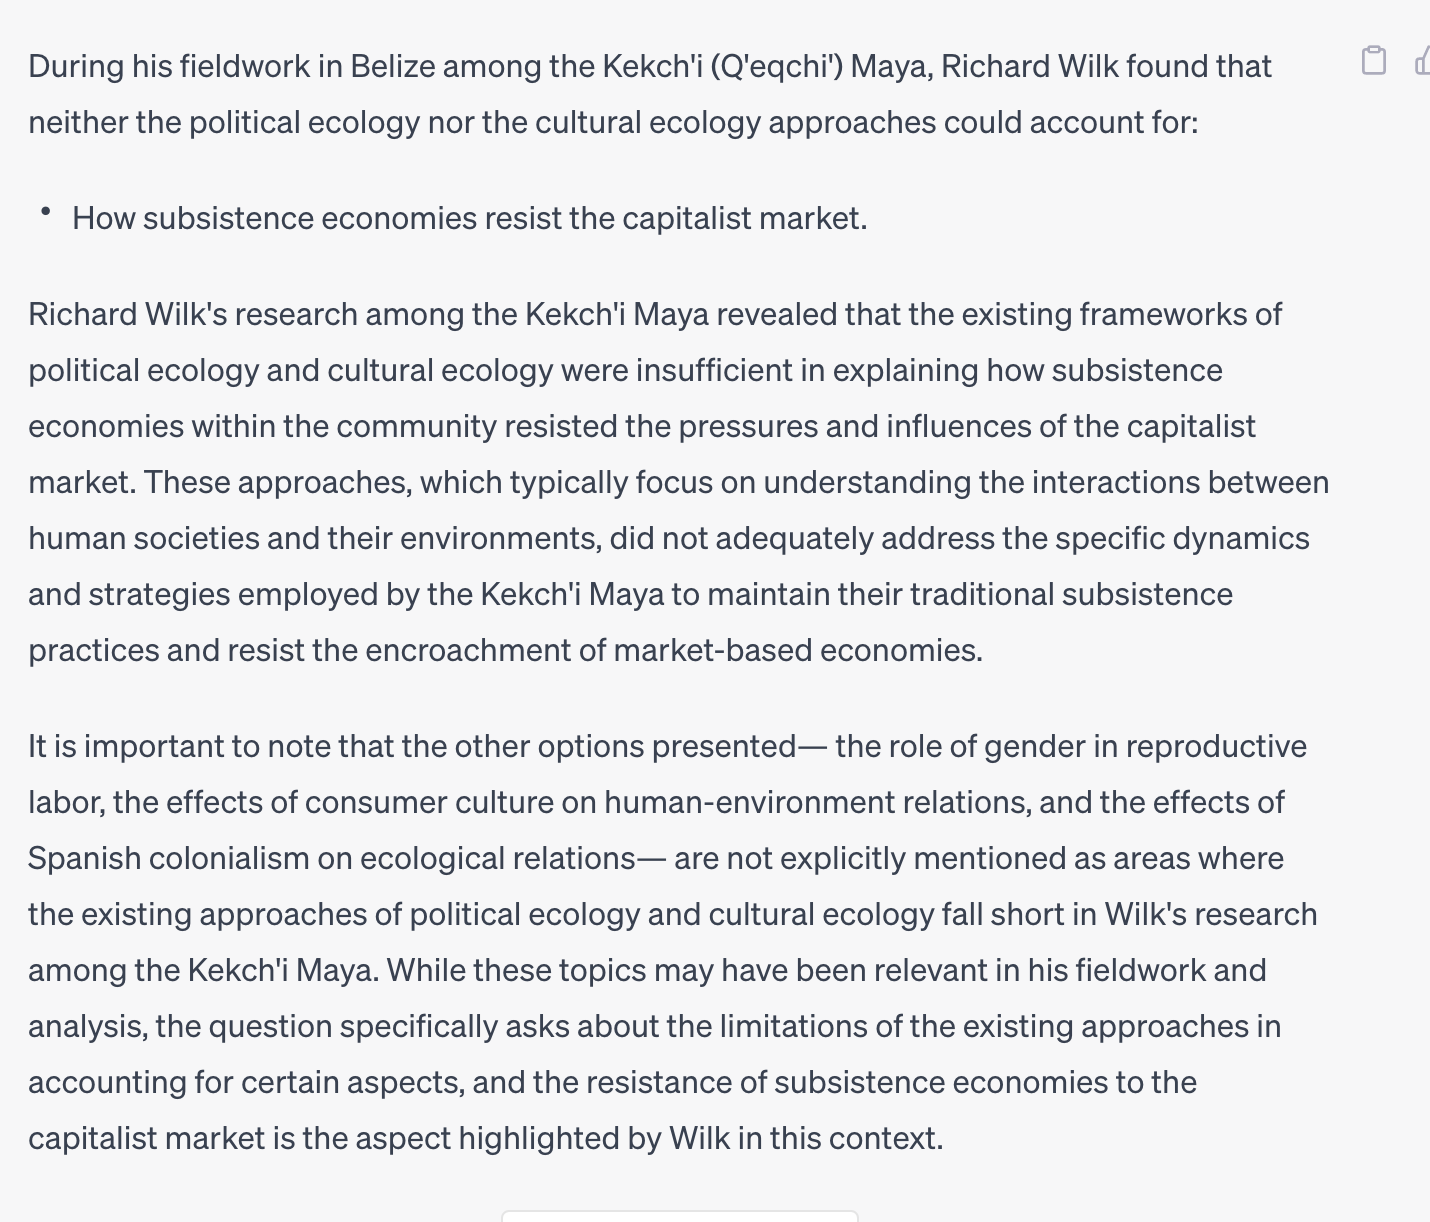 During his fieldwork in Belize among the Kekch'i (Q'eqchi') Maya, Richard Wilk found that
neither the political ecology nor the cultural ecology approaches could account for:
• How subsistence economies resist the capitalist market.
Richard Wilk's research among the Kekch'i Maya revealed that the existing frameworks of
political ecology and cultural ecology were insufficient in explaining how subsistence
economies within the community resisted the pressures and influences of the capitalist
market. These approaches, which typically focus on understanding the interactions between
human societies and their environments, did not adequately address the specific dynamics
and strategies employed by the Kekch'i Maya to maintain their traditional subsistence
practices and resist the encroachment of market-based economies.
It is important to note that the other options presented— the role of gender in reproductive
labor, the effects of consumer culture on human-environment relations, and the effects of
Spanish colonialism on ecological relations— are not explicitly mentioned as areas where
the existing approaches of political ecology and cultural ecology fall short in Wilk's research
among the Kekch'i Maya. While these topics may have been relevant in his fieldwork and
analysis, the question specifically asks about the limitations of the existing approaches in
accounting for certain aspects, and the resistance of subsistence economies to the
capitalist market is the aspect highlighted by Wilk in this context.